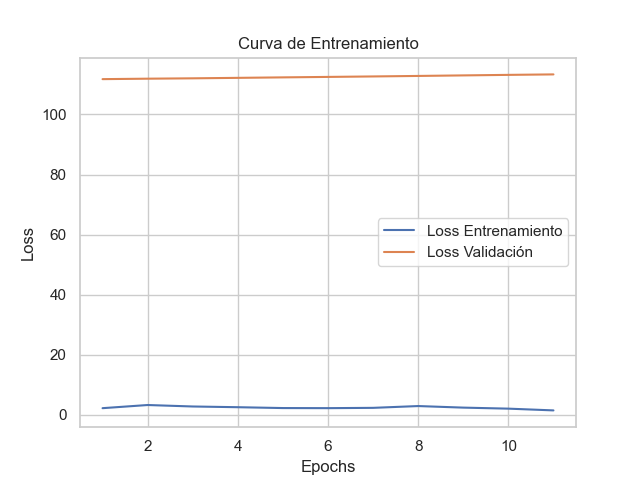 Curva de Entrenamiento
100
80
60
40
20
0
Loss
Loss Entrenamiento
Loss Validación
2 4 6 8 10
Epochs